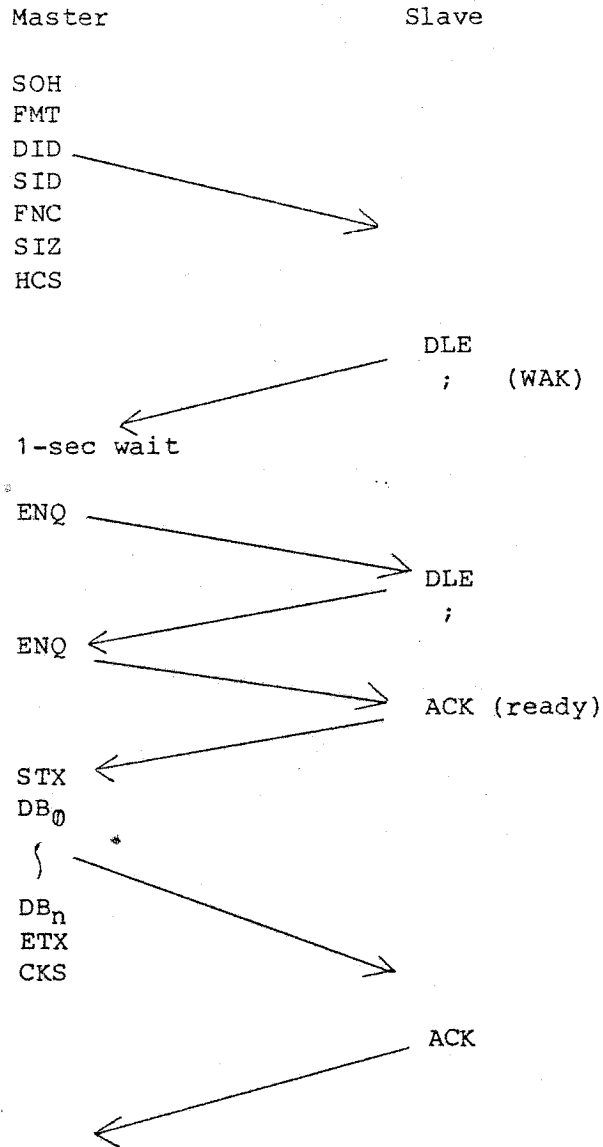 Master Slave
SOH
FMT
DID
SID
FNC
SIZ
HCS
DLE
; (WAK)
1-sec wait
ENQ
DLE
;
ENQ
ACK (ready)
STX
DB0
DBn
ETX
CKS
ACK